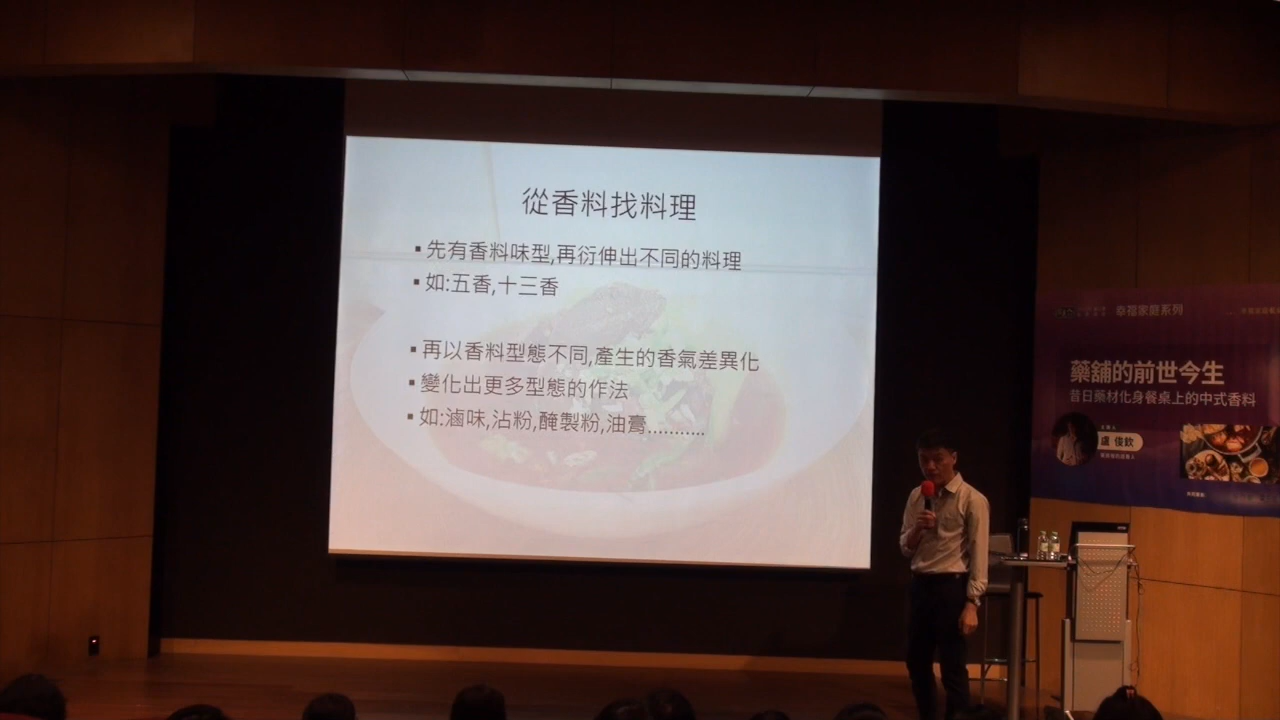 從香料找料理
▪先有香料味型,再衍伸出不同的料理
▪如:五香,十三香
▪再以香料型態不同,產生的香氣差異化
▪變化出更多型態的作法
▪如:滷味,沾粉,醃製粉,油膏...........
幸福家庭系列
藥舖的前世今生
昔日藥材化身餐桌上的中式香料
盧 俊欽